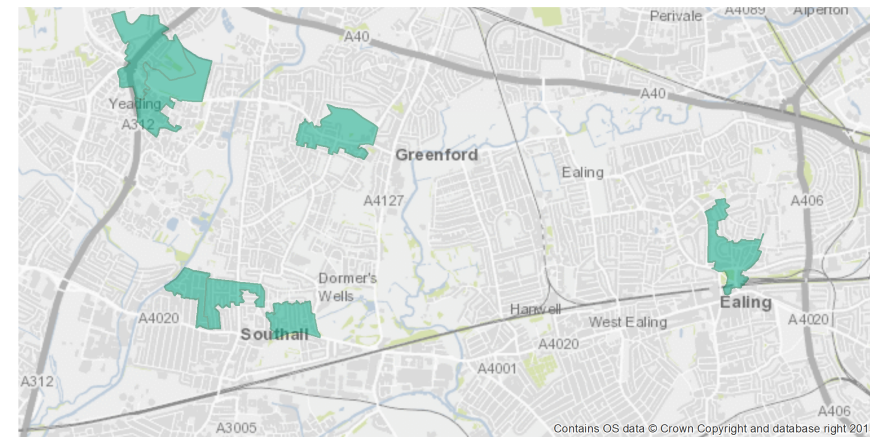 Perivale
A4089
Alperton
A40
A40
Yeading
A312
Greenford
Ealing
A4127
A406
Dormer's
Wells
Ealing
Hanwell
A4020
West Ealing
A4020
Southall
A4020
A4001
A312
A406
A3005
Contains OS data © Crown Copyright and database right 201